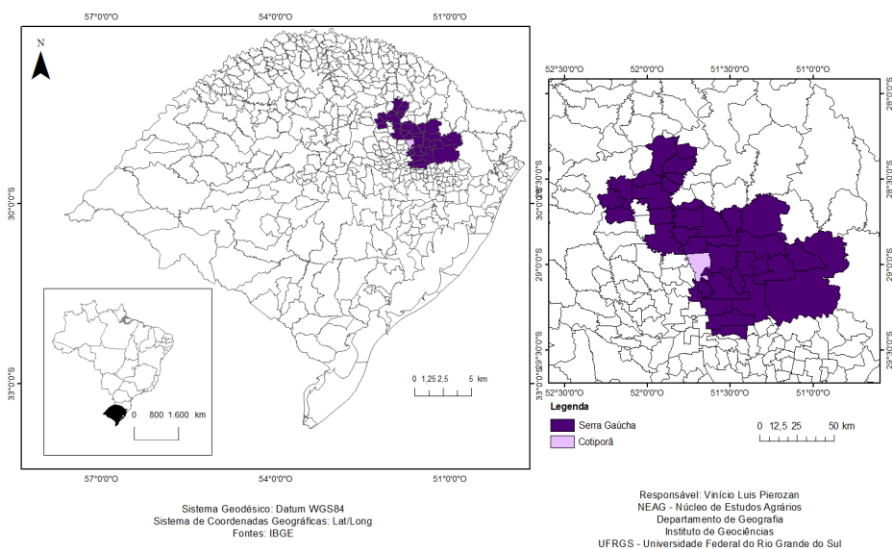 57°0'0"O
54°0'0"O
51°0'0"O
N
30°0'0"S
30°0'0"S
33°0'0"S
33°0'0"S
0 800 1.600 km
0 1,25 2,5 5 km
57°0'0"O
54°0'0"O
51°0'0"O
Sistema Geodésico: Datum WGS84
Sistema de Coordenadas Geográficas: Lat/Long
Fontes: IBGE
52°30'0"O
52°0'0"O
51°30'0"O
51°0'0"O
28°0'0"S
28°30'0"S
28°30'0"S
29°0'0"S
29°0'0"S
29°30'0"S
52°30'0"O
52°0'0"O
51°30'0"O
51°0'0"O
Legenda
Serra Gaúcha
Cotiporã
0 12,5 25 50 km
Responsável: Vinício Luis Pierozan
NEAG - Núcleo de Estudos Agrários
Departamento de Geografia
Instituto de Geociências
UFRGS - Universidade Federal do Rio Grande do Sul